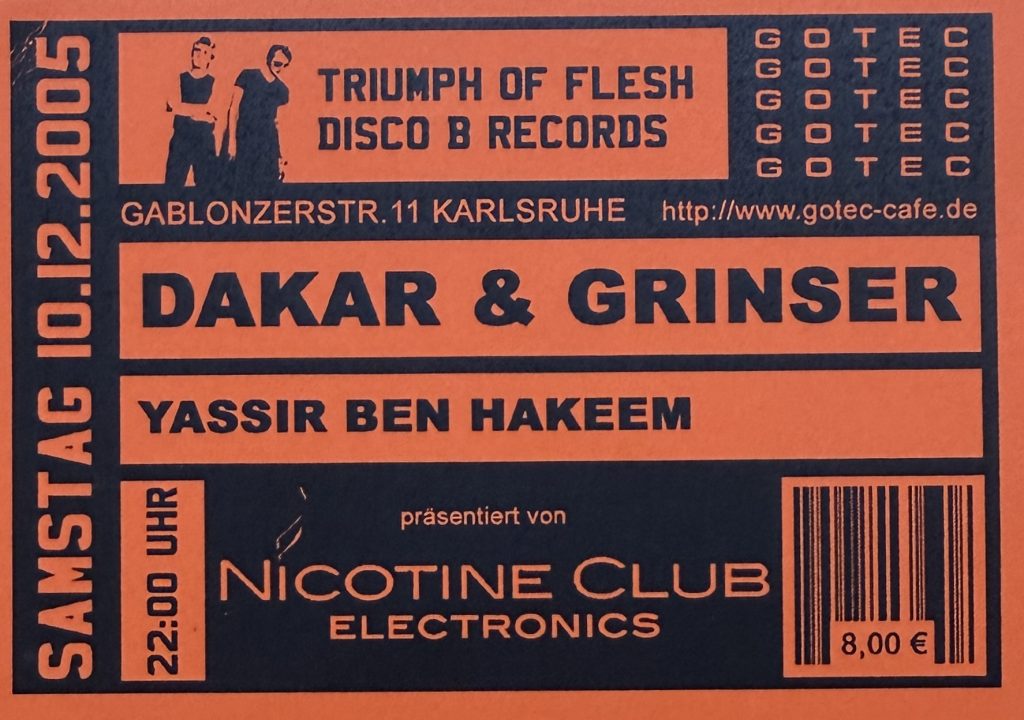 SAMSTAG 10.12.2005
TRIUMPH OF FLESH
DISCO B RECORDS
GOTEC
GOTEC
GOTEC
GOTEC
GOTEC
GABLONZERSTR.11 KARLSRUHE
http://www.gotec-cafe.de
DAKAR & GRINSER
YASSIR BEN HAKEEM
22:00 UHR
präsentiert von
NICOTINE CLUB
ELECTRONICS
8,00 €